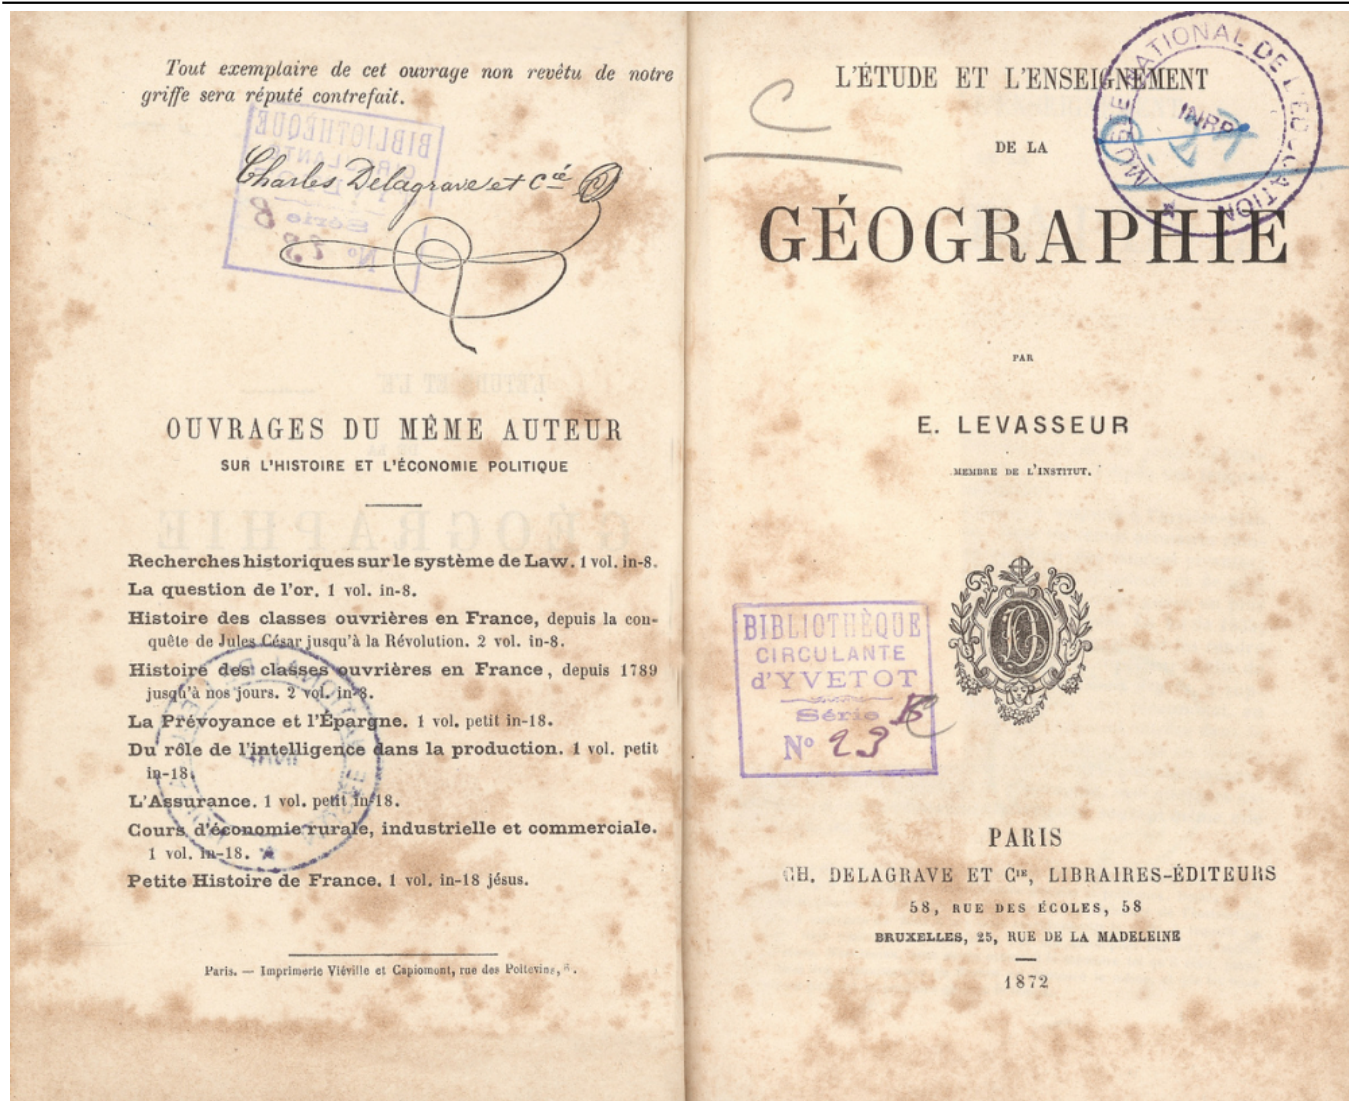 Tout exemplaire de cet ouvrage non revêtu de notre
griffe sera réputé contrefait.
Charles Delagrave et Cie
OUVRAGES DU MÊME AUTEUR
SUR L'HISTOIRE ET L'ÉCONOMIE POLITIQUE
Recherches historiques sur le système de Law. 1 vol. in-8.
La question de l'or. 1 vol. in-8.
Histoire des classes ouvrières en France, depuis la con-
quête de Jules César jusqu'à la Révolution. 2 vol. in-8.
Histoire des classes ouvrières en France, depuis 1789
jusqu'à nos jours. 2 vol. in-8.
La Prévoyance et l'Épargne. 1 vol. petit in-18.
Du rôle de l'intelligence dans la production. 1 vol. petit
in-18.
L'Assurance. 1 vol. petit in-18.
Cours d'économie rurale, industrielle et commerciale.
1 vol. in-18.
Petite Histoire de France. 1 vol. in-18 jésus.
Paris. — Imprimerie Viéville et Capiomont, rue des Poitevins,
L'ÉTUDE ET L'ENSEIGNEMENT
DE LA
GÉOGRAPHIE
PAR
E. LEVASSEUR
MEMBRE DE L'INSTITUT.
MUSÉE NATIONAL DE L'ÉDUCATION
INRP
C
BIBLIOTHÈQUE
CIRCULANTE
d'YVETOT
Série B
N° 23
PARIS
CH. DELAGRAVE ET CIE, LIBRAIRES-ÉDITEURS
58, RUE DES ÉCOLES, 58
BRUXELLES, 25, RUE DE LA MADELEINE
1872